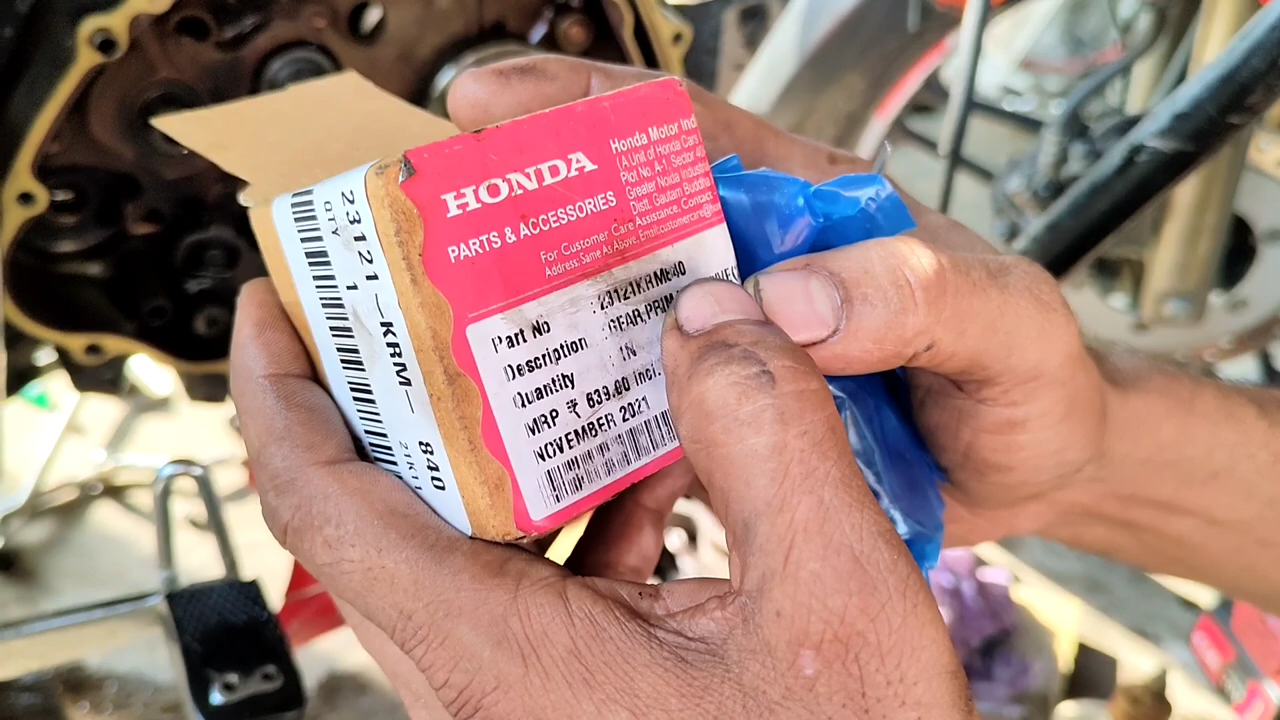 23121-KRM-840
QTY 1
21K11
HONDA
PARTS & ACCESSORIES
Honda Motor Ind
(A Unit of Honda Cars
Plot No. A-1, Sector 40
Greater Noida Industri
Distt. Gautam Buddha
For Customer Care Assistance, Contact
Address: Same As Above, Email:customercare@h
Part No : 23121KRM840
Description : GEAR-PRIM
Quantity : 1N
MRP ₹ 639.00 incl.
NOVEMBER 2021